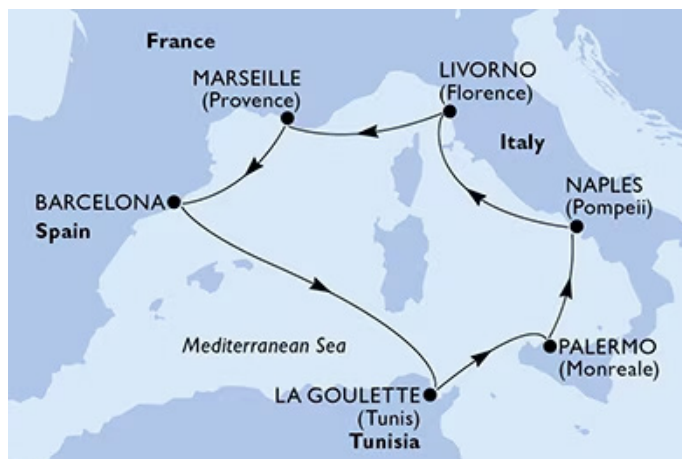 France
MARSEILLE
(Provence)
LIVORNO
(Florence)
Italy
NAPLES
(Pompeii)
BARCELONA
Spain
Mediterranean Sea
PALERMO
(Monreale)
LA GOULETTE
(Tunis)
Tunisia